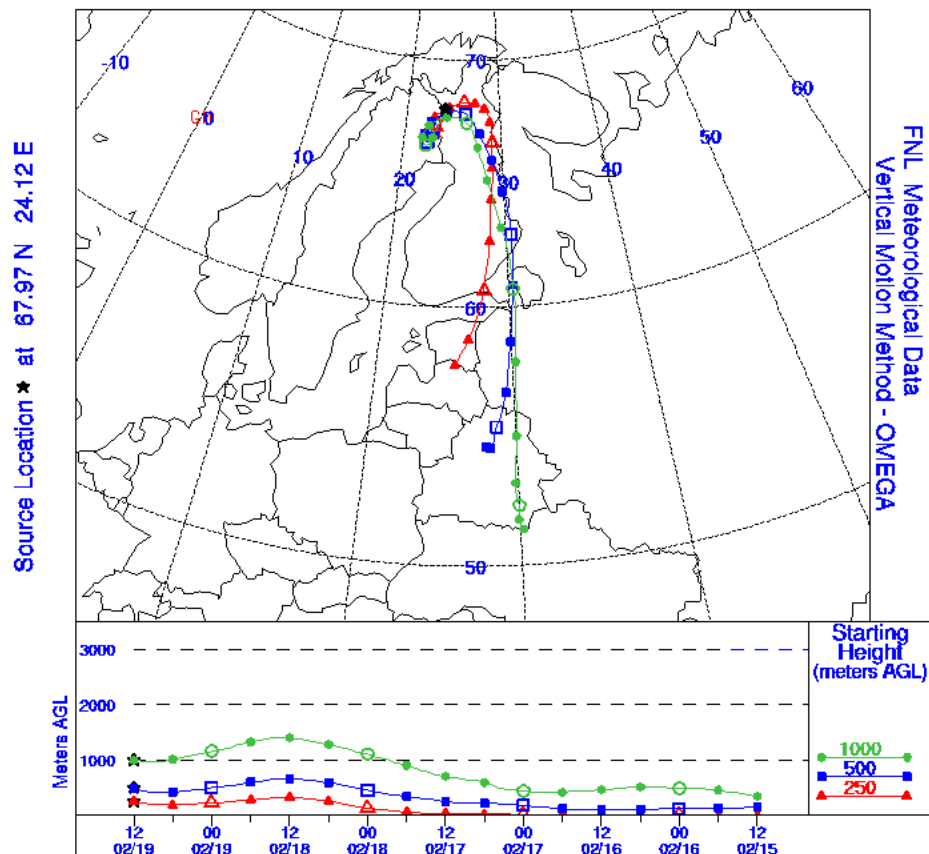 -10
0
10
20
30
40
50
60
70
60
50
Source Location ★ at 67.97 N 24.12 E
FNL Meteorological Data
Vertical Motion Method - OMEGA
3000
2000
1000
Meters AGL
Starting
Height
(meters AGL)
1000
500
250
12 00 12 00 12 00 12 00 12
02/19 02/19 02/18 02/18 02/17 02/17 02/16 02/16 02/15